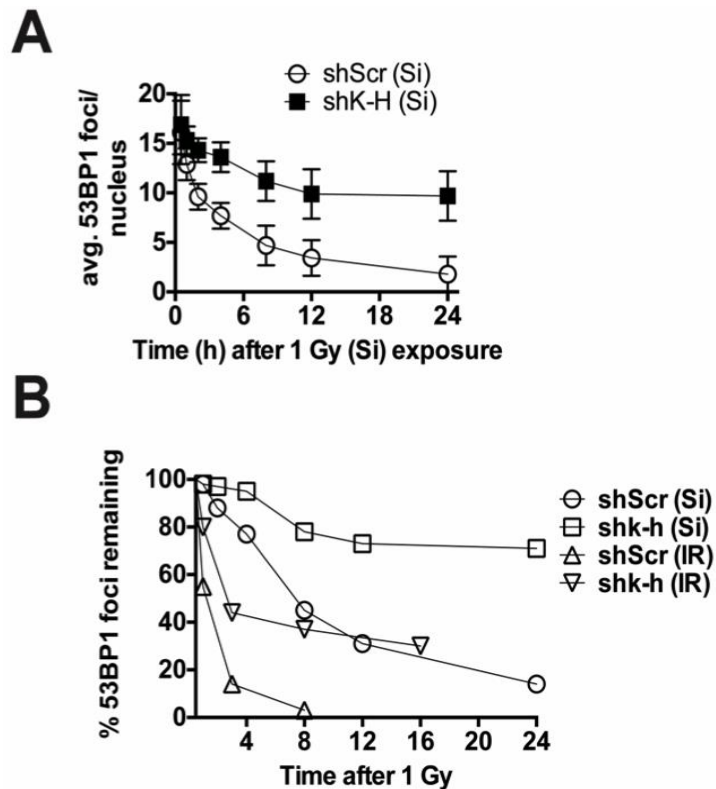 A
shScr (Si)
shK-H (Si)
avg. 53BP1 foci/
nucleus
20
15
10
5
0
0 6 12 18 24
Time (h) after 1 Gy (Si) exposure
B
% 53BP1 foci remaining
100
80
60
40
20
0
4 8 12 16 20 24
Time after 1 Gy
shScr (Si)
shk-h (Si)
shScr (IR)
shk-h (IR)